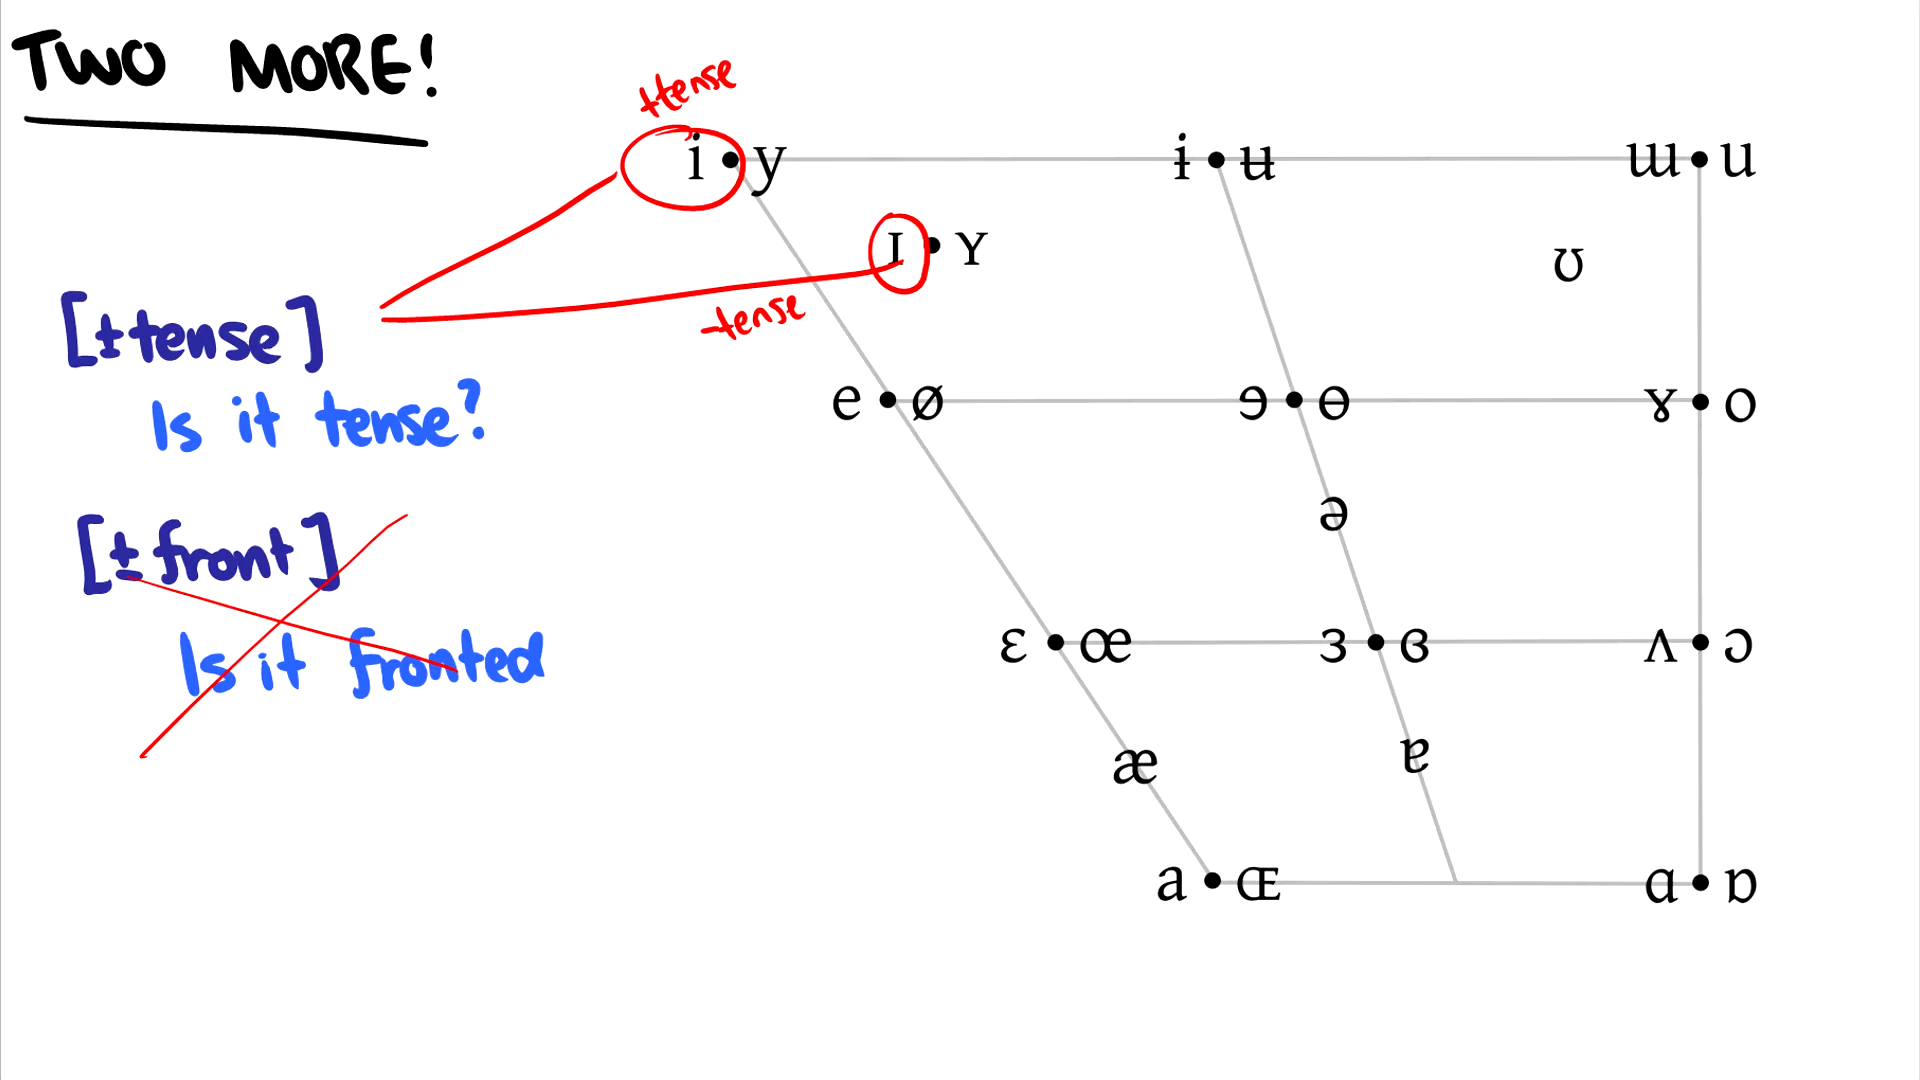 TWO MORE!
+tense
i • y ɨ • ʉ ɯ • u
ɪ • ʏ ʊ
-tense
[±tense]
Is it tense?
e • ø ɘ • ɵ ɤ • o
ə
[±front]
Is it fronted
ɛ • œ ɜ • ɞ ʌ • ɔ
æ ɐ
a • ɶ ɑ • ɒ